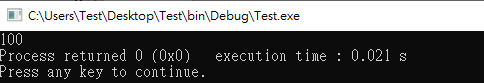 C:\Users\Test\Desktop\Test\bin\Debug\Test.exe
100
Process returned 0 (0x0)   execution time : 0.021 s
Press any key to continue.